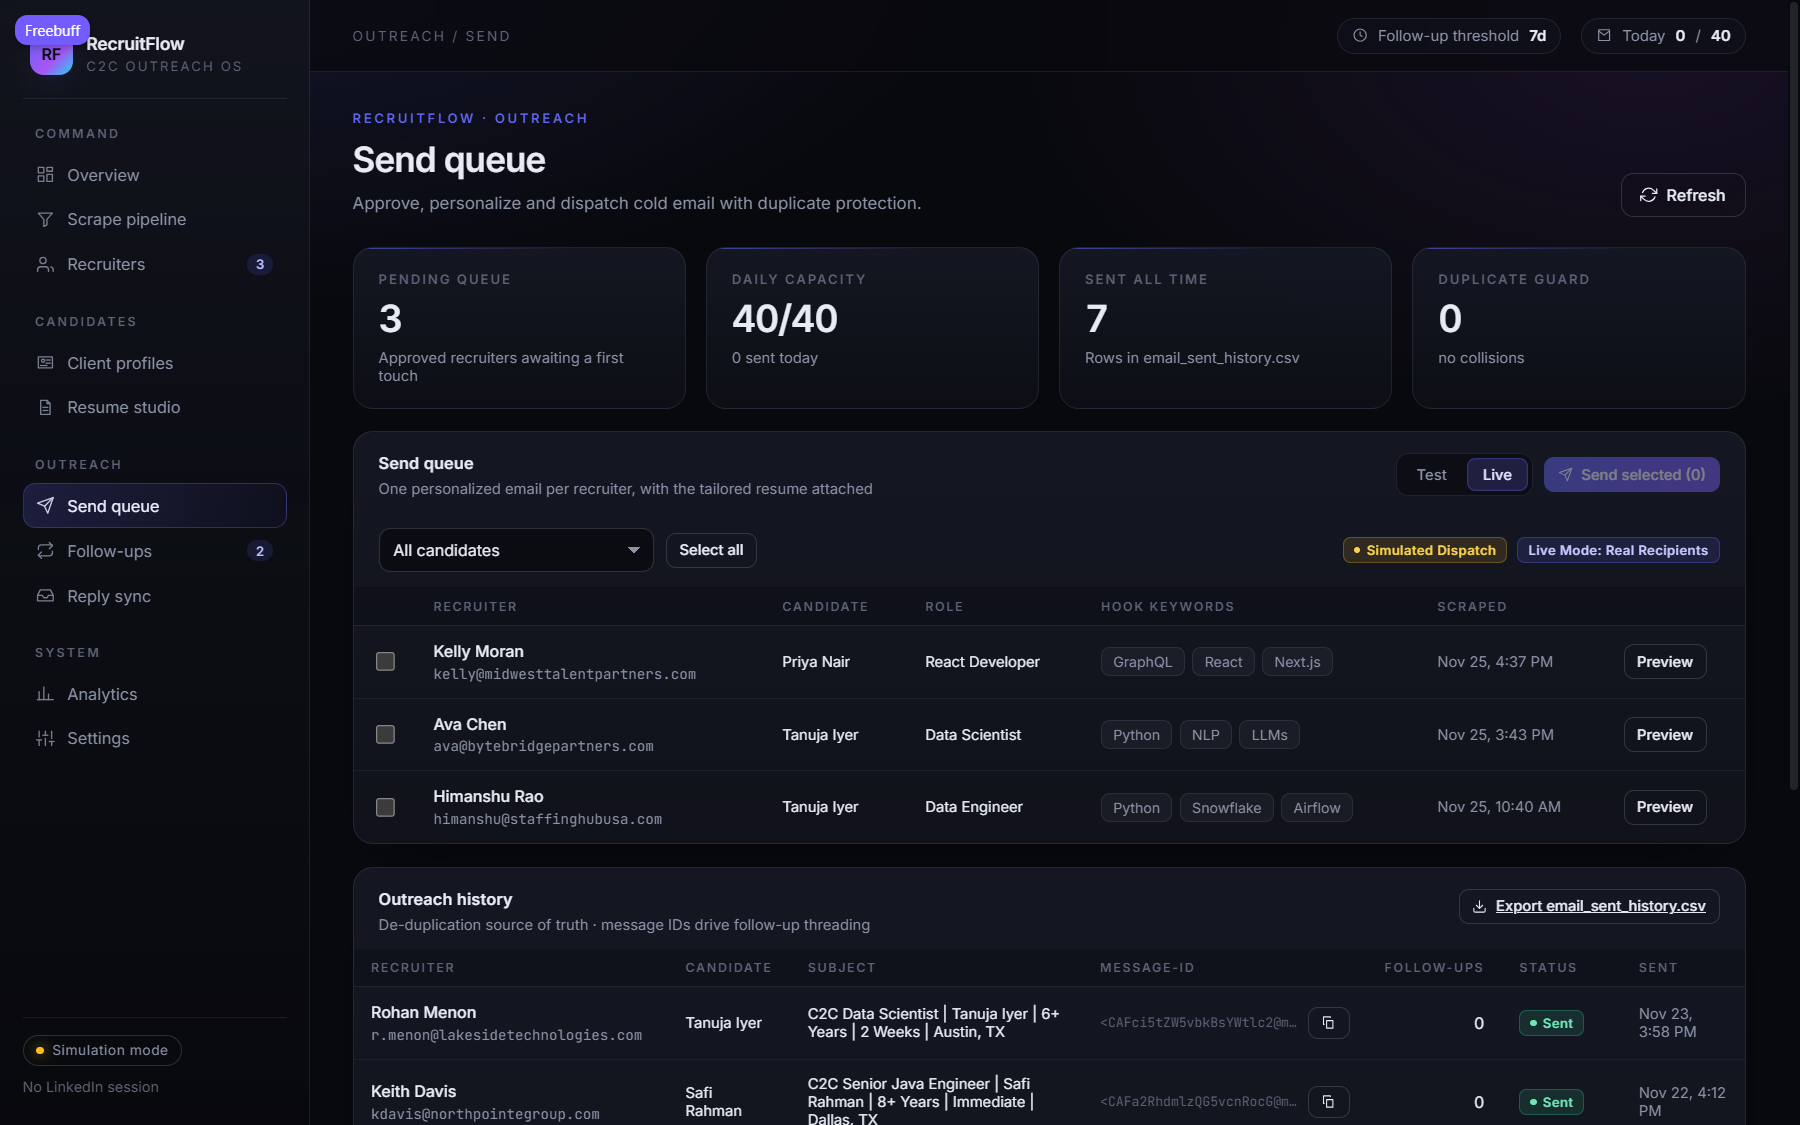 Freebuff
RF
RecruitFlow
C2C OUTREACH OS
COMMAND
Overview
Scrape pipeline
Recruiters 3
CANDIDATES
Client profiles
Resume studio
OUTREACH
Send queue
Follow-ups 2
Reply sync
SYSTEM
Analytics
Settings
Simulation mode
No LinkedIn session
OUTREACH / SEND
Follow-up threshold 7d
Today 0 / 40
RECRUITFLOW · OUTREACH
Send queue
Approve, personalize and dispatch cold email with duplicate protection.
Refresh
PENDING QUEUE
3
Approved recruiters awaiting a first
touch
DAILY CAPACITY
40/40
0 sent today
SENT ALL TIME
7
Rows in email_sent_history.csv
DUPLICATE GUARD
0
no collisions
Send queue
One personalized email per recruiter, with the tailored resume attached
Test Live Send selected (0)
All candidates Select all
Simulated Dispatch Live Mode: Real Recipients
RECRUITER CANDIDATE ROLE HOOK KEYWORDS SCRAPED
Kelly Moran
kelly@midwesttalentpartners.com
Priya Nair React Developer GraphQL React Next.js Nov 25, 4:37 PM Preview
Ava Chen
ava@bytebridgepartners.com
Tanuja Iyer Data Scientist Python NLP LLMs Nov 25, 3:43 PM Preview
Himanshu Rao
himanshu@staffinghubusa.com
Tanuja Iyer Data Engineer Python Snowflake Airflow Nov 25, 10:40 AM Preview
Outreach history
De-duplication source of truth · message IDs drive follow-up threading
Export email_sent_history.csv
RECRUITER CANDIDATE SUBJECT MESSAGE-ID FOLLOW-UPS STATUS SENT
Rohan Menon
r.menon@lakesidetechnologies.com
Tanuja Iyer
C2C Data Scientist | Tanuja Iyer | 6+
Years | 2 Weeks | Austin, TX
<CAFci5tZW5vbkBsYWtlc2@m…
0
Sent
Nov 23,
3:58 PM
Keith Davis
kdavis@northpointegroup.com
Safi
Rahman
C2C Senior Java Engineer | Safi
Rahman | 8+ Years | Immediate |
Dallas, TX
<CAFa2RhdmlzQG5vcnRocG@m…
0
Sent
Nov 22, 4:12
PM